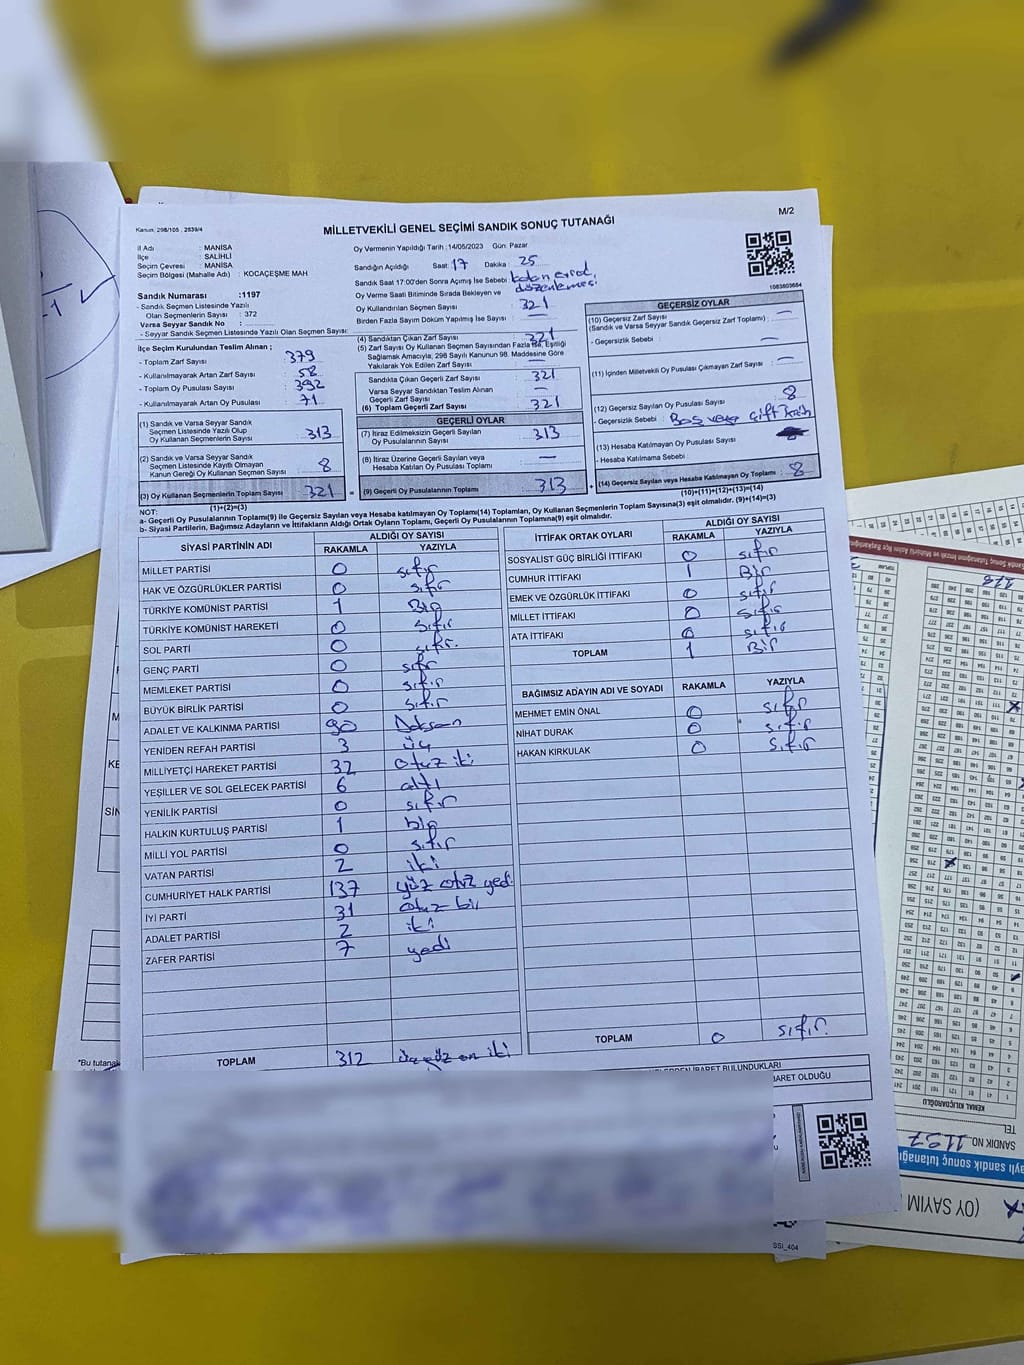 Kanun: 298/105 , 2839/4
MİLLETVEKİLİ GENEL SEÇİMİ SANDIK SONUÇ TUTANAĞI
M/2
İl Adı : MANİSA
İlçe : SALİHLİ
Seçim Çevresi : MANİSA
Seçim Bölgesi (Mahalle Adı) : KOCAÇEŞME MAH
Oy Vermenin Yapıldığı Tarih :14/05/2023 Gün: Pazar
Sandığın Açıldığı Saat: 17 Dakika: 25
Sandık Saat 17:00'den Sonra Açılmış İse Sebebi
düzenlemesi
Oy Verme Saati Bitiminde Sırada Bekleyen ve
Oy Kullandırılan Seçmen Sayısı : 321
Birden Fazla Sayım Döküm Yapılmış İse Sayısı : —
1083803684
Sandık Numarası :1197
- Sandık Seçmen Listesinde Yazılı
Olan Seçmenlerin Sayısı : 372
Varsa Seyyar Sandık No :
- Seyyar Sandık Seçmen Listesinde Yazılı Olan Seçmen Sayısı:
İlçe Seçim Kurulundan Teslim Alınan ;
- Toplam Zarf Sayısı : 379
- Kullanılmayarak Artan Zarf Sayısı : 58
- Toplam Oy Pusulası Sayısı : 392
- Kullanılmayarak Artan Oy Pusulası : 71
(1) Sandık ve Varsa Seyyar Sandık
Seçmen Listesinde Yazılı Olup
Oy Kullanan Seçmenlerin Sayısı : 313
(2) Sandık ve Varsa Seyyar Sandık
Seçmen Listesinde Kayıtlı Olmayan
Kanun Gereği Oy Kullanan Seçmen Sayısı : 8
(3) Oy Kullanan Seçmenlerin Toplam Sayısı : 321
(1)+(2)=(3)
(4) Sandıktan Çıkan Zarf Sayısı : 321
(5) Zarf Sayısı Oy Kullanan Seçmen Sayısından Fazla ise, Eşitliği
Sağlamak Amacıyla, 298 Sayılı Kanunun 98. Maddesine Göre
Yakılarak Yok Edilen Zarf Sayısı : —
Sandıkta Çıkan Geçerli Zarf Sayısı : 321
Varsa Seyyar Sandıktan Teslim Alınan
Geçerli Zarf Sayısı : —
(6) Toplam Geçerli Zarf Sayısı : 321
GEÇERLİ OYLAR
(7) İtiraz Edilmeksizin Geçerli Sayılan
Oy Pusulalarının Sayısı : 313
(8) İtiraz Üzerine Geçerli Sayılan veya
Hesaba Katılan Oy Pusulası Toplamı : —
= (9) Geçerli Oy Pusulalarının Toplamı : 313 +
GEÇERSİZ OYLAR
(10) Geçersiz Zarf Sayısı
(Sandık ve Varsa Seyyar Sandık Geçersiz Zarf Toplamı) : —
- Geçersizlik Sebebi : —
(11) İçinden Milletvekili Oy Pusulası Çıkmayan Zarf Sayısı : —
(12) Geçersiz Sayılan Oy Pusulası Sayısı : 8
- Geçersizlik Sebebi : Boş veya çift
(13) Hesaba Katılmayan Oy Pusulası Sayısı
- Hesaba Katılmama Sebebi :
(14) Geçersiz Sayılan veya Hesaba Katılmayan Oy Toplamı : 8
(10)+(11)+(12)+(13)=(14)
NOT:
a- Geçerli Oy Pusulalarının Toplamı(9) ile Geçersiz Sayılan veya Hesaba katılmayan Oy Toplamı(14) Toplamları, Oy Kullanan Seçmenlerin Toplam Sayısına(3) eşit olmalıdır. (9)+(14)=(3)
b- Siyasi Partilerin, Bağımsız Adayların ve İttifakların Aldığı Ortak Oyların Toplamı, Geçerli Oy Pusulalarının Toplamına(9) eşit olmalıdır.
SİYASİ PARTİNİN ADI ALDIĞI OY SAYISI
RAKAMLA YAZIYLA
MİLLET PARTİSİ 0 sıfır
HAK VE ÖZGÜRLÜKLER PARTİSİ 0 sıfır
TÜRKİYE KOMÜNİST PARTİSİ 1 Bir
TÜRKİYE KOMÜNİST HAREKETİ 0 sıfır
SOL PARTİ 0 sıfır.
GENÇ PARTİ 0 sıfır
MEMLEKET PARTİSİ 0 sıfır
BÜYÜK BİRLİK PARTİSİ 0 sıfır
ADALET VE KALKINMA PARTİSİ 90 Doksan
YENİDEN REFAH PARTİSİ 3 üç
MİLLİYETÇİ HAREKET PARTİSİ 32 otuz iki
YEŞİLLER VE SOL GELECEK PARTİSİ 6 altı
YENİLİK PARTİSİ 0 sıfır
HALKIN KURTULUŞ PARTİSİ 1 bir
MİLLİ YOL PARTİSİ 0 sıfır
VATAN PARTİSİ 2 iki
CUMHURİYET HALK PARTİSİ 137 yüz otuz yedi
İYİ PARTİ 31 otuz bir
ADALET PARTİSİ 2 iki
ZAFER PARTİSİ 7 yedi
TOPLAM 312 üçyüz on iki
İTTİFAK ORTAK OYLARI ALDIĞI OY SAYISI
RAKAMLA YAZIYLA
SOSYALİST GÜÇ BİRLİĞİ İTTİFAKI 0 sıfır
CUMHUR İTTİFAKI 1 Bir
EMEK VE ÖZGÜRLÜK İTTİFAKI 0 sıfır
MİLLET İTTİFAKI 0 sıfır
ATA İTTİFAKI 0 sıfır
TOPLAM 1 Bir
BAĞIMSIZ ADAYIN ADI VE SOYADI RAKAMLA YAZIYLA
MEHMET EMİN ÖNAL 0 sıfır
NİHAT DURAK 0 sıfır
HAKAN KIRKULAK 0 sıfır
TOPLAM 0 sıfır.
BULUNDUKLARI
BARET OLDUĞU
*Bu tutanak
SSI_404
KEMAL KILIÇDAROĞLU
TEL
SANDIK NO 1197
(OY SAYIM